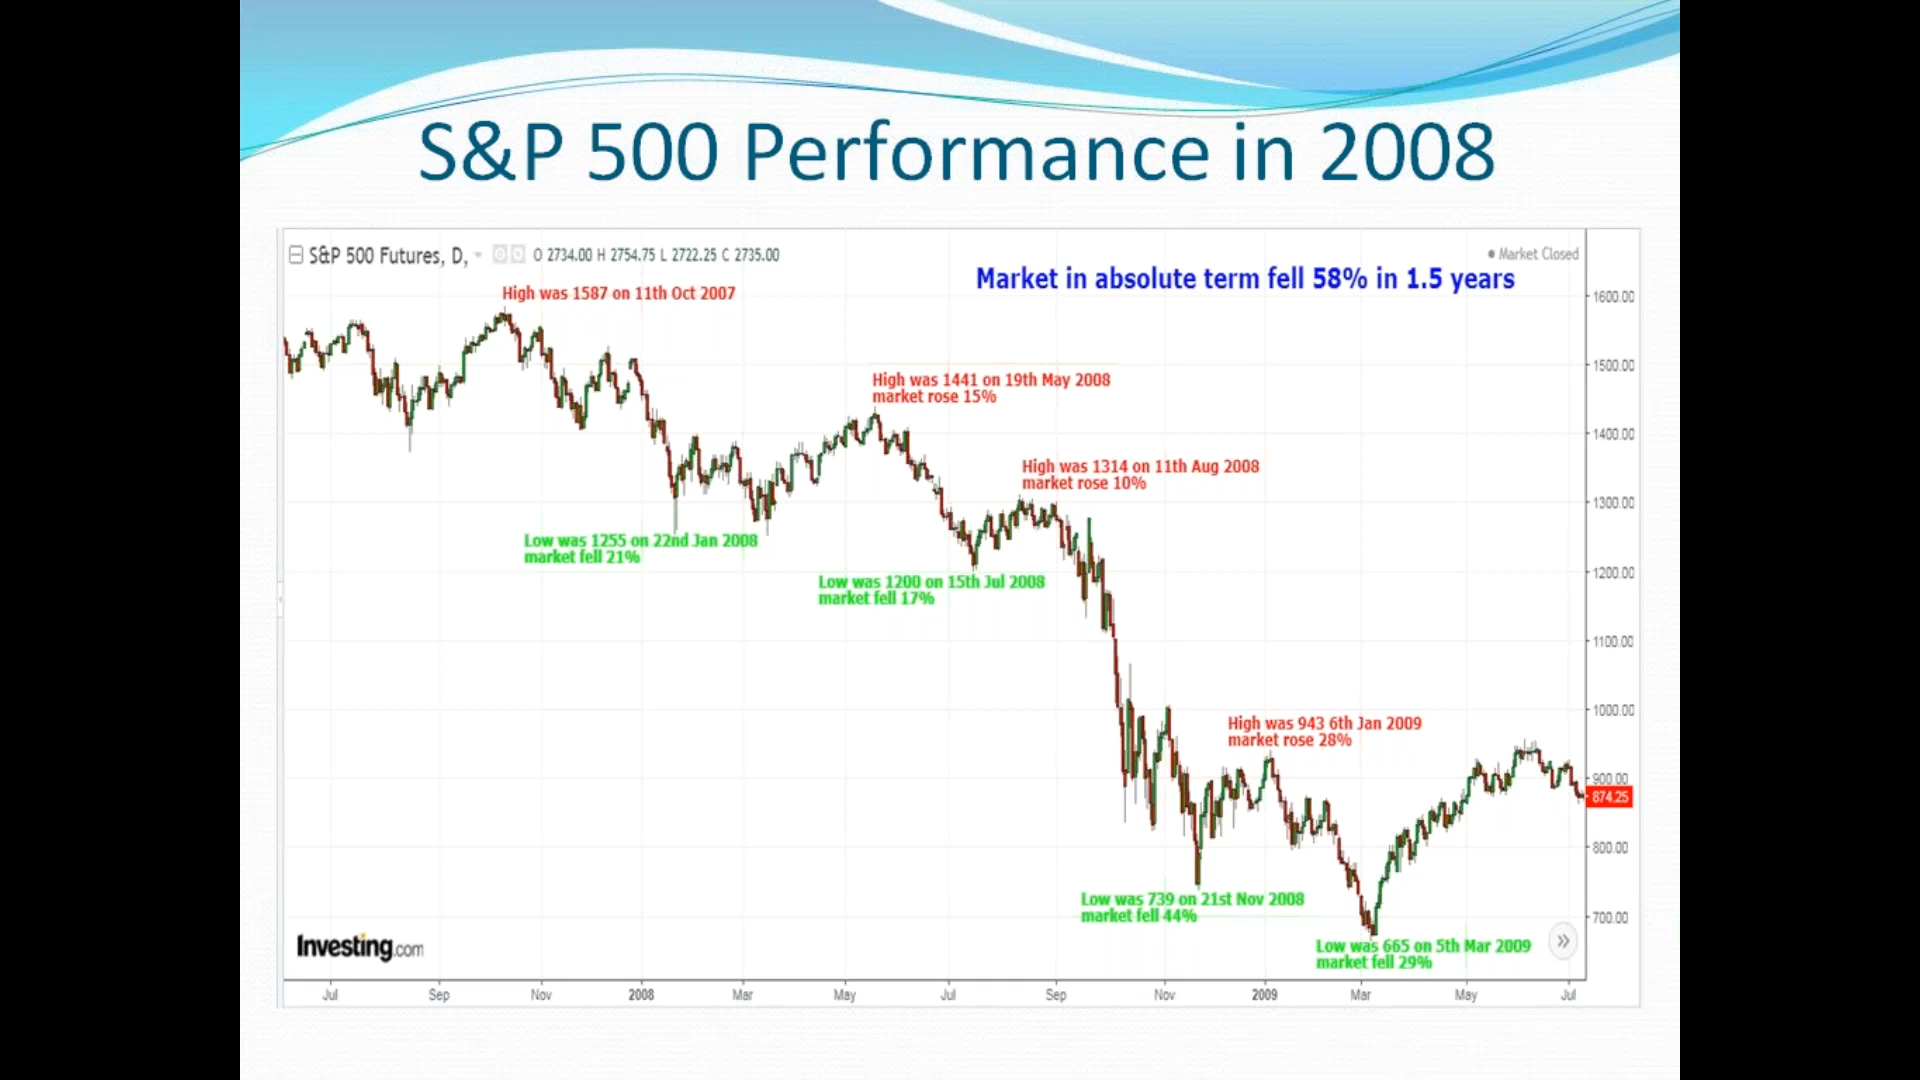 S&P 500 Performance in 2008
S&P 500 Futures, D, O 2734.00 H 2754.75 L 2722.25 C 2735.00
Market Closed
Market in absolute term fell 58% in 1.5 years
High was 1587 on 11th Oct 2007
High was 1441 on 19th May 2008
market rose 15%
High was 1314 on 11th Aug 2008
market rose 10%
Low was 1255 on 22nd Jan 2008
market fell 21%
Low was 1200 on 15th Jul 2008
market fell 17%
High was 943 6th Jan 2009
market rose 28%
Low was 739 on 21st Nov 2008
market fell 44%
Low was 665 on 5th Mar 2009
market fell 29%
1600.00
1500.00
1400.00
1300.00
1200.00
1100.00
1000.00
900.00
874.25
800.00
700.00
Investing.com
Jul Sep Nov 2008 Mar May Jul Sep Nov 2009 Mar May Jul